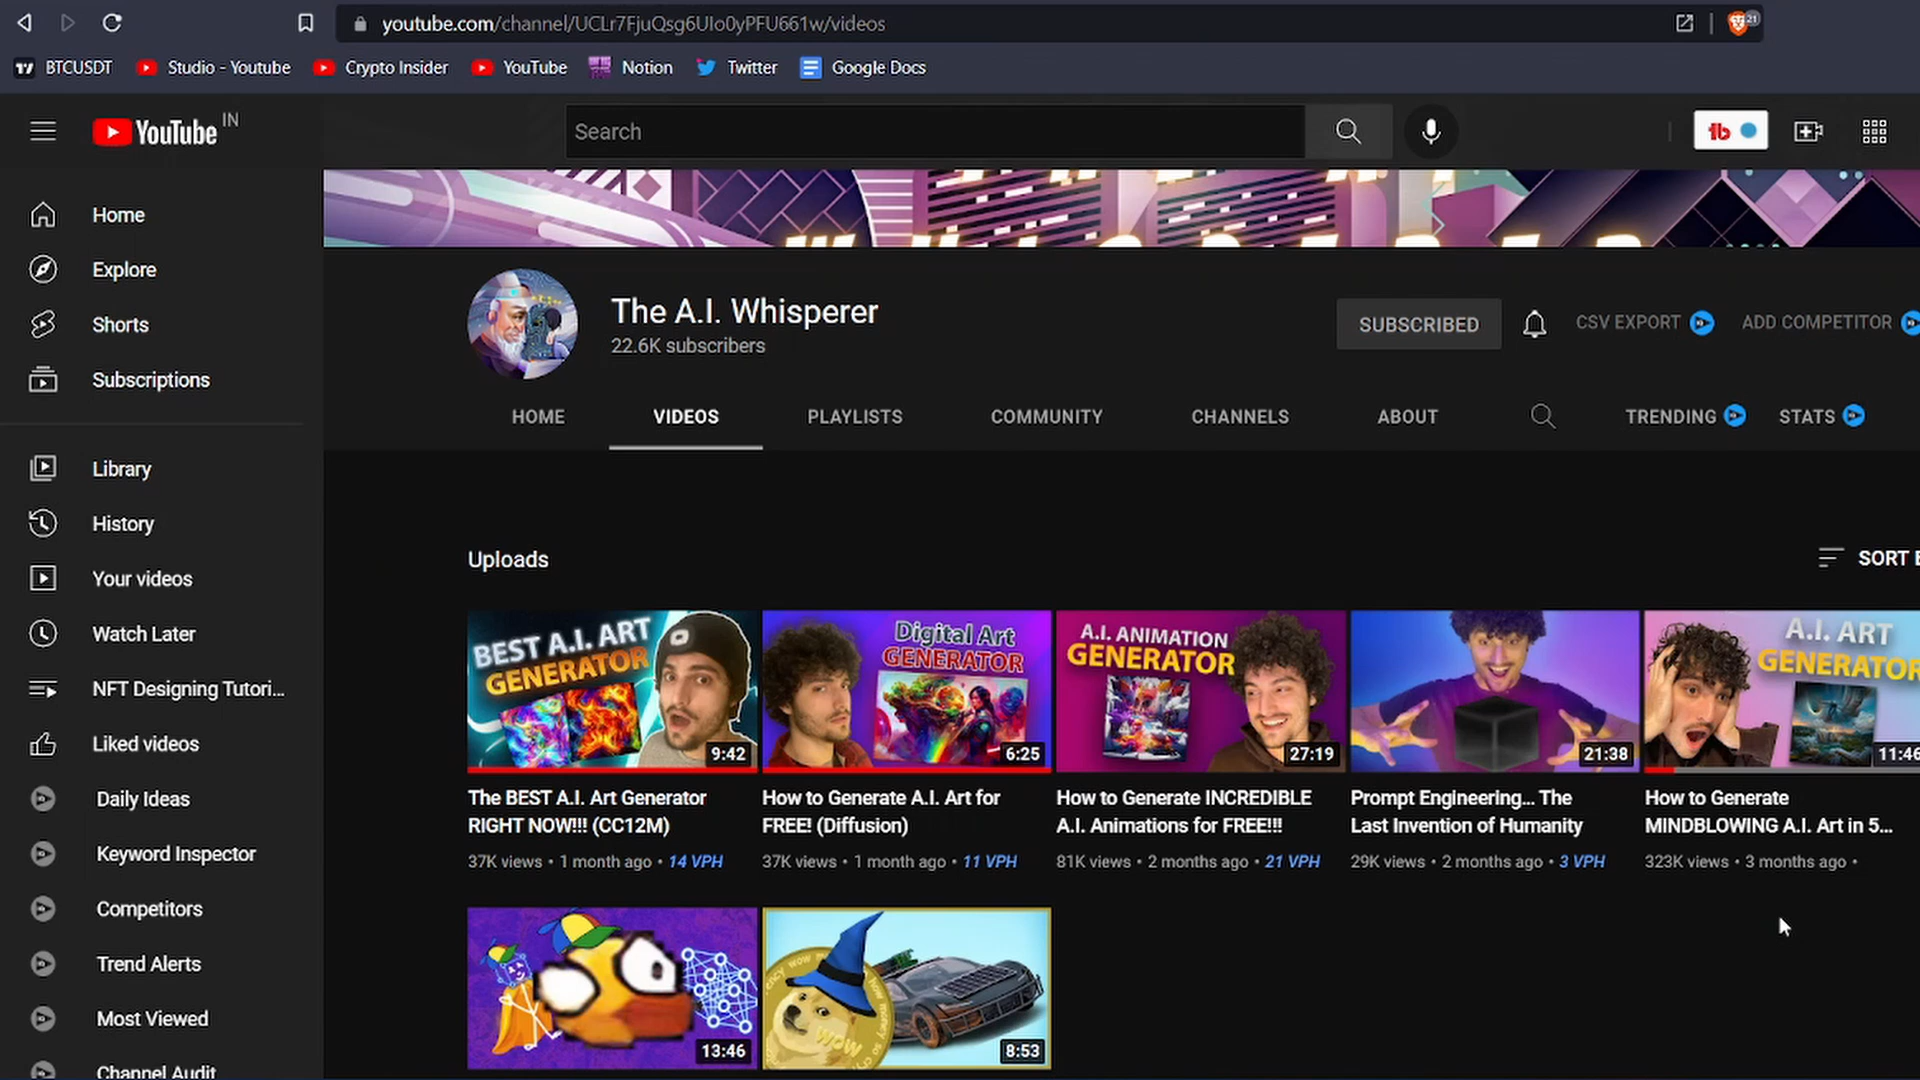 youtube.com/channel/UCLr7FjuQsg6UIo0yPFU661w/videos
21
BTCUSDT
Studio - Youtube
Crypto Insider
YouTube
Notion
Twitter
Google Docs
YouTube IN
Search
tb
Home
Explore
Shorts
Subscriptions
Library
History
Your videos
Watch Later
NFT Designing Tutori...
Liked videos
Daily Ideas
Keyword Inspector
Competitors
Trend Alerts
Most Viewed
Channel Audit
The A.I. Whisperer
22.6K subscribers
SUBSCRIBED
CSV EXPORT
ADD COMPETITOR
HOME
VIDEOS
PLAYLISTS
COMMUNITY
CHANNELS
ABOUT
TRENDING
STATS
Uploads
SORT
BEST A.I. ART
GENERATOR
9:42
The BEST A.I. Art Generator
RIGHT NOW!!! (CC12M)
37K views • 1 month ago • 14 VPH
Digital Art
GENERATOR
6:25
How to Generate A.I. Art for
FREE! (Diffusion)
37K views • 1 month ago • 11 VPH
A.I. ANIMATION
GENERATOR
27:19
How to Generate INCREDIBLE
A.I. Animations for FREE!!!
81K views • 2 months ago • 21 VPH
21:38
Prompt Engineering... The
Last Invention of Humanity
29K views • 2 months ago • 3 VPH
A.I. ART
GENERATOR
11:46
How to Generate
MINDBLOWING A.I. Art in 5...
323K views • 3 months ago •
13:46
wow
wow
8:53